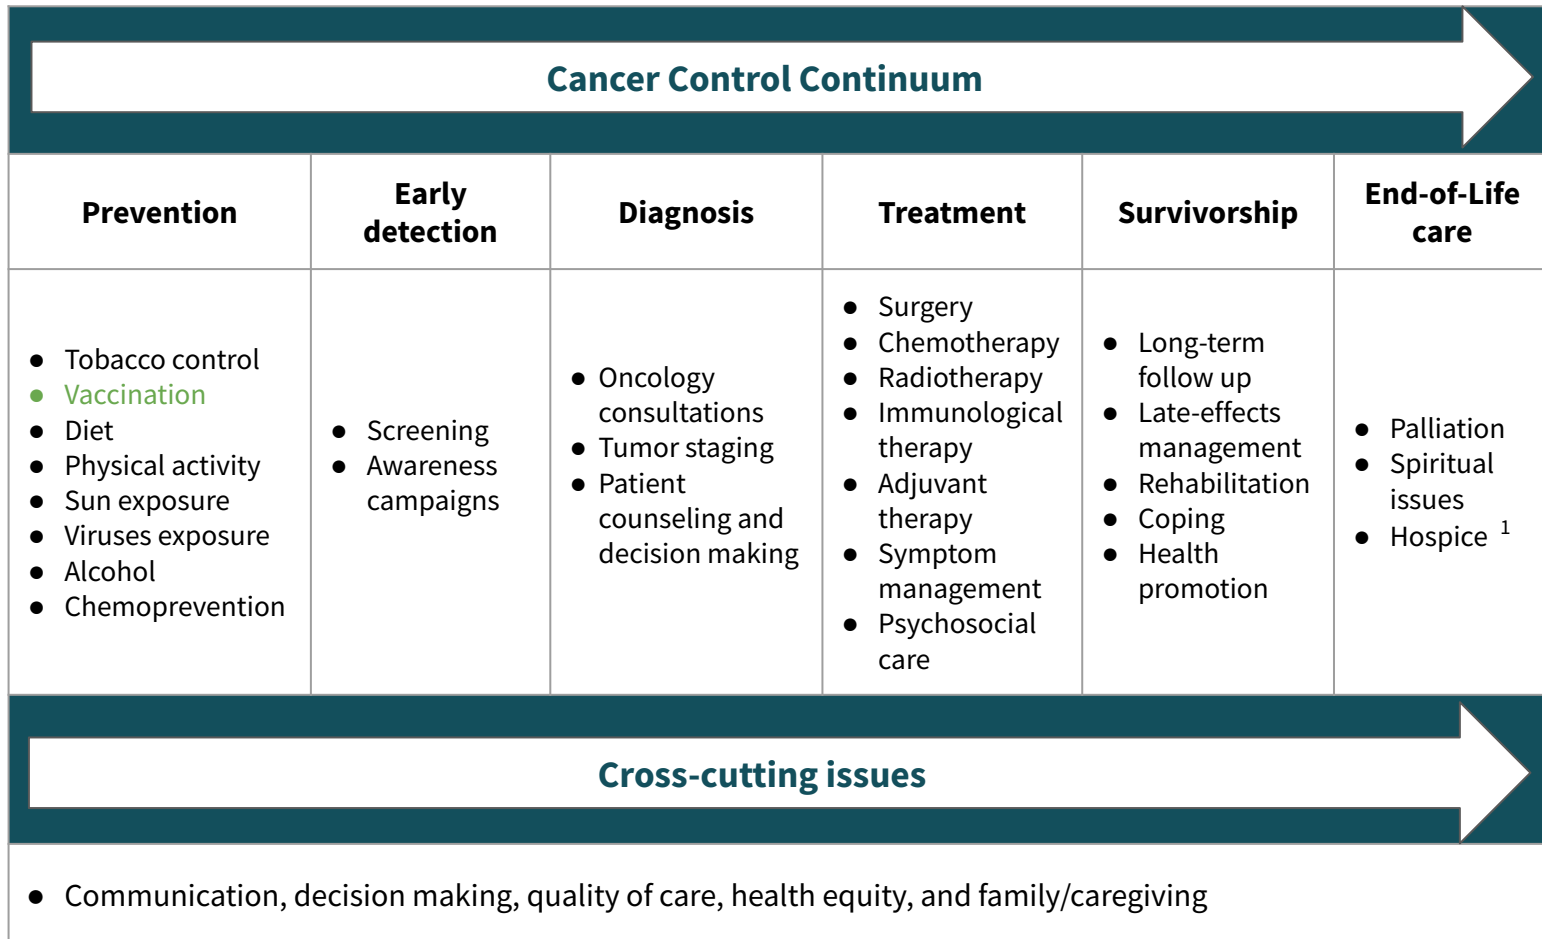 Cancer Control Continuum
Prevention
Early
detection
Diagnosis
Treatment
Survivorship
End-of-Life
care
● Tobacco control
● Vaccination
● Diet
● Physical activity
● Sun exposure
● Viruses exposure
● Alcohol
● Chemoprevention
● Screening
● Awareness
campaigns
● Oncology
consultations
● Tumor staging
● Patient
counseling and
decision making
● Surgery
● Chemotherapy
● Radiotherapy
● Immunological
therapy
● Adjuvant
therapy
● Symptom
management
● Psychosocial
care
● Long-term
follow up
● Late-effects
management
● Rehabilitation
● Coping
● Health
promotion
● Palliation
● Spiritual
issues
● Hospice 1
Cross-cutting issues
● Communication, decision making, quality of care, health equity, and family/caregiving